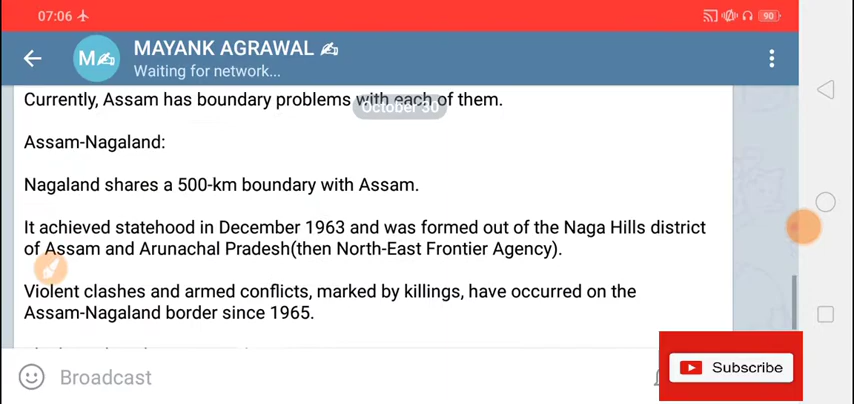 07:06
90
MAYANK AGRAWAL ✍
Waiting for network...
M✍
Currently, Assam has boundary problems with each of them.
October 30
Assam-Nagaland:
Nagaland shares a 500-km boundary with Assam.
It achieved statehood in December 1963 and was formed out of the Naga Hills district
of Assam and Arunachal Pradesh(then North-East Frontier Agency).
Violent clashes and armed conflicts, marked by killings, have occurred on the
Assam-Nagaland border since 1965.
Broadcast
Subscribe